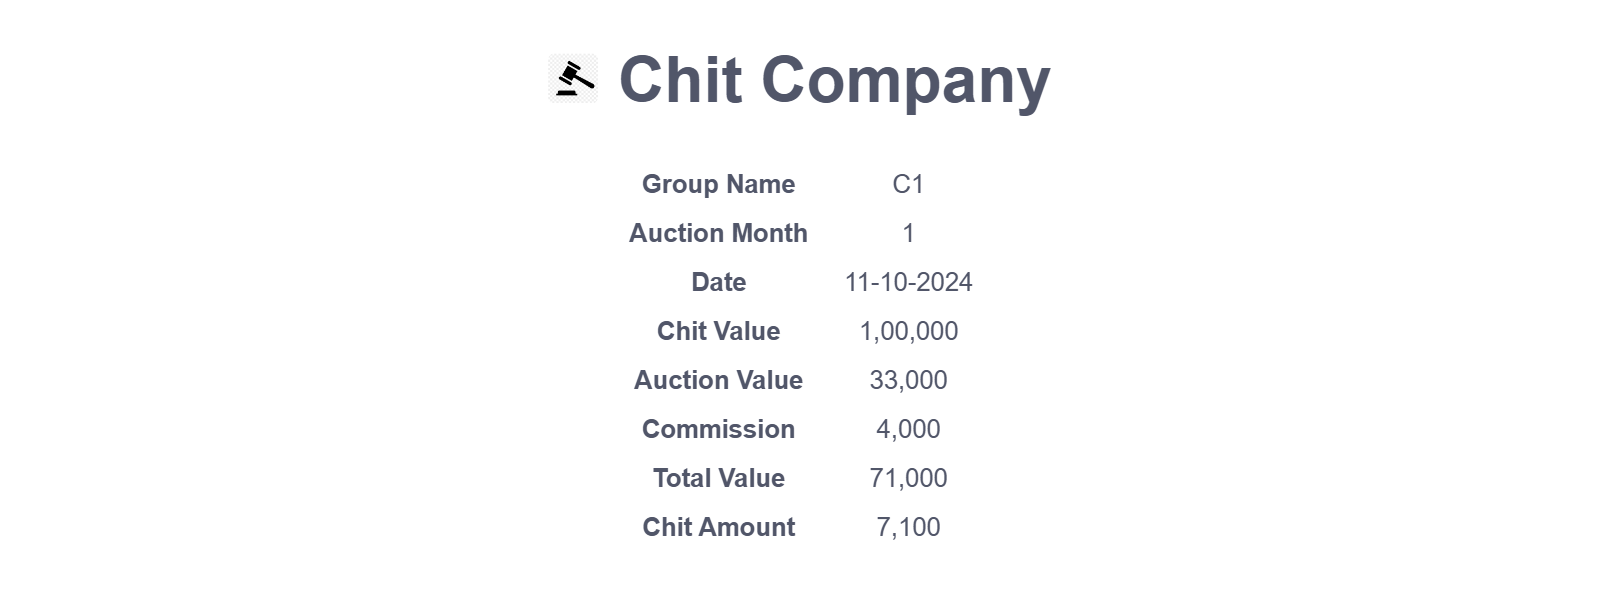 Chit Company
Group Name C1
Auction Month 1
Date 11-10-2024
Chit Value 1,00,000
Auction Value 33,000
Commission 4,000
Total Value 71,000
Chit Amount 7,100